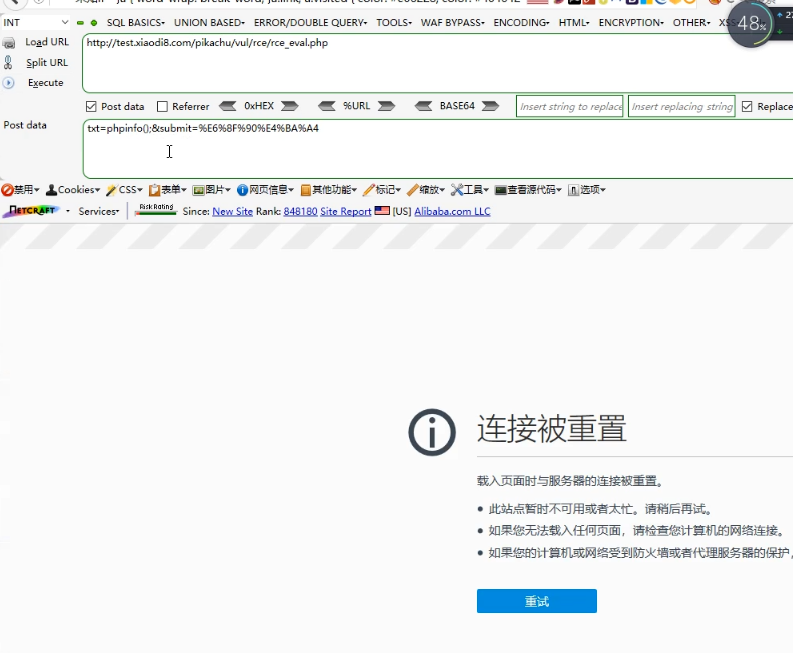 INT SQL BASICS▾ UNION BASED▾ ERROR/DOUBLE QUERY▾ TOOLS▾ WAF BYPASS▾ ENCODING▾ HTML▾ ENCRYPTION▾ OTHER▾
48%
Load URL http://test.xiaodi8.com/pikachu/vul/rce/rce_eval.php
Split URL
Execute
Post data Referrer 0xHEX %URL BASE64 Insert string to replace Insert replacing string Replace
Post data txt=phpinfo();&submit=%E6%8F%90%E4%BA%A4
禁用▾ Cookies▾ CSS▾ 表单▾ 图片▾ 网页信息▾ 其他功能▾ 标记▾ 缩放▾ 工具▾ 查看源代码▾ 选项▾
NETCRAFT Services▾ Risk Rating Since: New Site Rank: 848180 Site Report [US] Alibaba.com LLC
连接被重置
载入页面时与服务器的连接被重置。
• 此站点暂时不可用或者太忙。请稍后再试。
• 如果您无法载入任何页面，请检查您计算机的网络连接。
• 如果您的计算机或网络受到防火墙或者代理服务器的保护，
重试